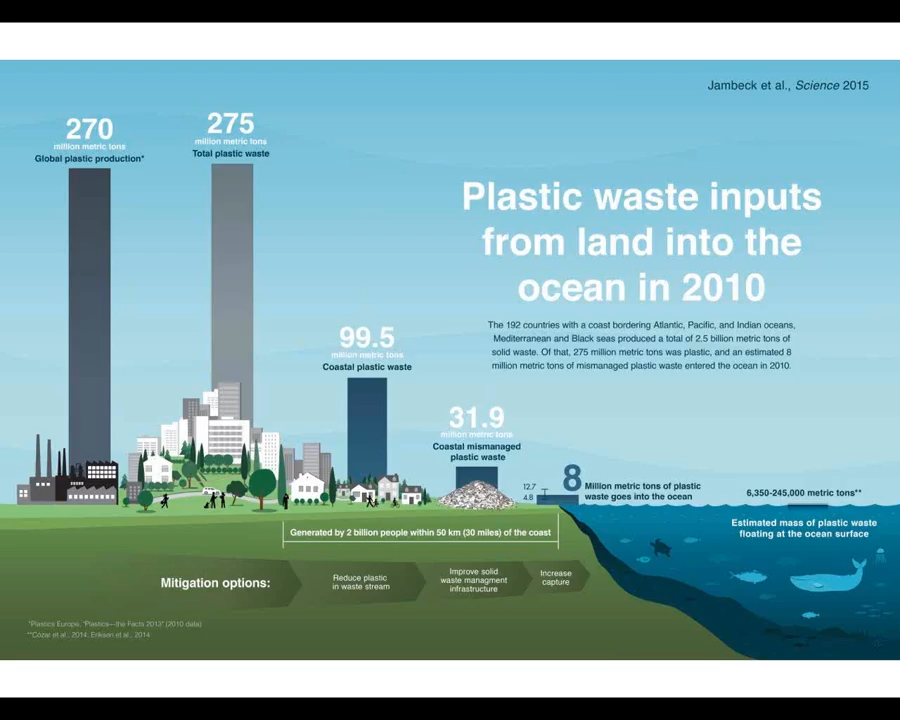 Jambeck et al., Science 2015
270
million metric tons
Global plastic production*
275
million metric tons
Total plastic waste
Plastic waste inputs
from land into the
ocean in 2010
The 192 countries with a coast bordering Atlantic, Pacific, and Indian oceans,
Mediterranean and Black seas produced a total of 2.5 billion metric tons of
solid waste. Of that, 275 million metric tons was plastic, and an estimated 8
million metric tons of mismanaged plastic waste entered the ocean in 2010.
99.5
million metric tons
Coastal plastic waste
31.9
million metric tons
Coastal mismanaged
plastic waste
12.7
4.8
8
Million metric tons of plastic
waste goes into the ocean
6,350-245,000 metric tons**
Estimated mass of plastic waste
floating at the ocean surface
Generated by 2 billion people within 50 km (30 miles) of the coast
Mitigation options:
Reduce plastic
in waste stream
Improve solid
waste managment
infrastructure
Increase
capture
*Plastics Europe, "Plastics—the Facts 2013" (2010 data)
**Cózar et al., 2014, Eriksen et al., 2014